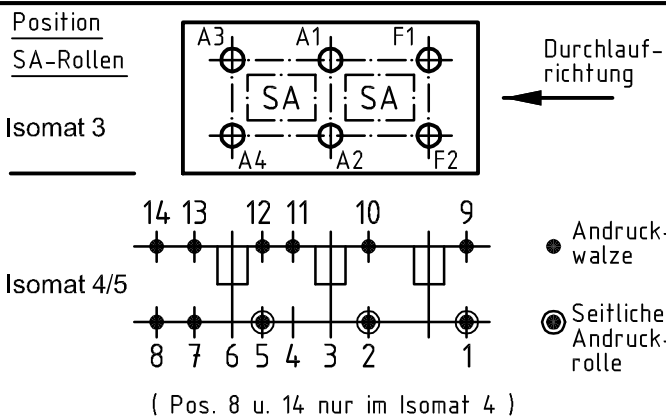 Position
SA-Rollen
Isomat 3
A3 A1 F1
SA SA
A4 A2 F2
Durchlauf-
richtung
14 13 12 11 10 9
Isomat 4/5
8 7 6 5 4 3 2 1
Andruck-
walze
Seitliche
Andruck-
rolle
( Pos. 8 u. 14 nur im Isomat 4 )